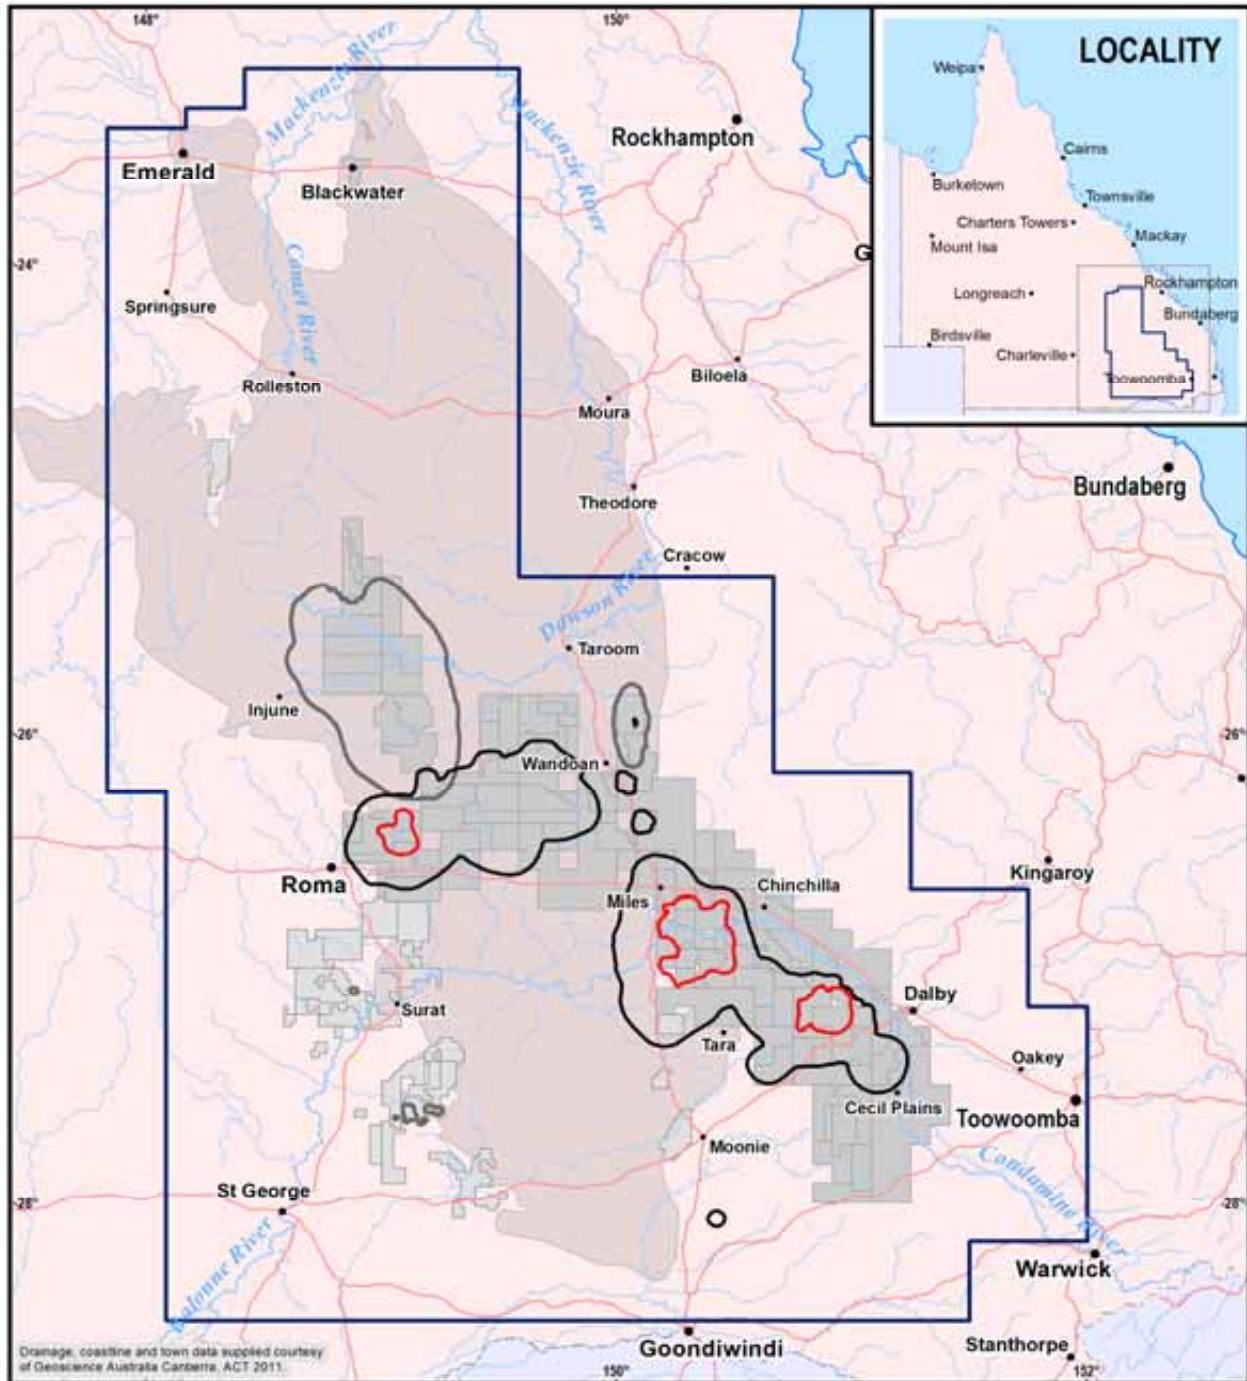 148°
150°
LOCALITY
Weipa
Cairns
Burketown
Townsville
Charters Towers
Mount Isa
Mackay
Longreach
Rockhampton
Bundaberg
Birdsville
Charleville
Toowoomba
Mackenzie River
Mackenzie River
Rockhampton
Emerald
Blackwater
G
-24°
Comet River
Springsure
Rolleston
Biloela
Moura
Bundaberg
Theodore
Cracow
Dawson River
Taroom
Injune
-26°
-26°
Wandoan
Roma
Kingaroy
Chinchilla
Miles
Surat
Dalby
Tara
Oakey
Cecil Plains
Toowoomba
Moonie
Condamine River
St George
-28°
-28°
Balonne River
Warwick
Goondiwindi
Stanthorpe
Drainage, coastline and town data supplied courtesy
of Geoscience Australia Canberra, ACT 2011.
150°
152°